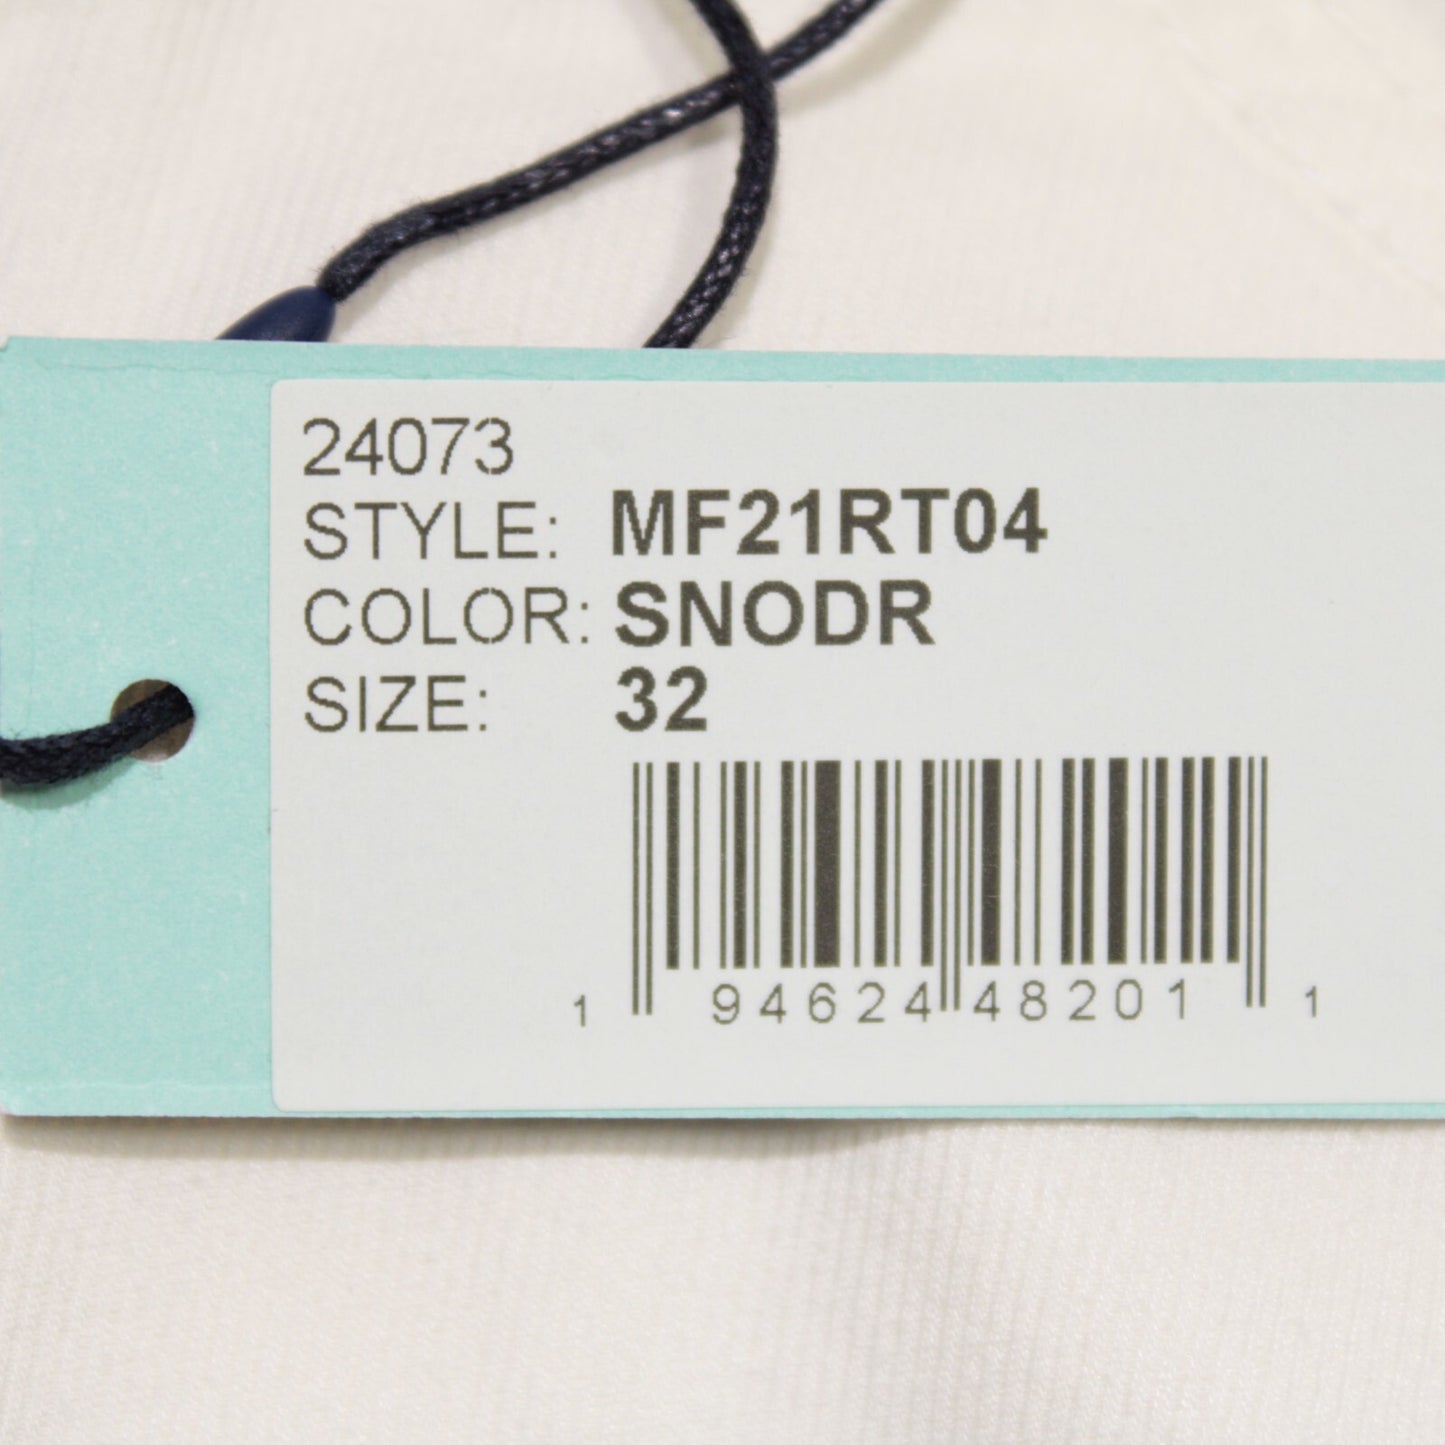 24073
STYLE: MF21RT04
COLOR: SNODR
SIZE: 32
1 94624 48201 1